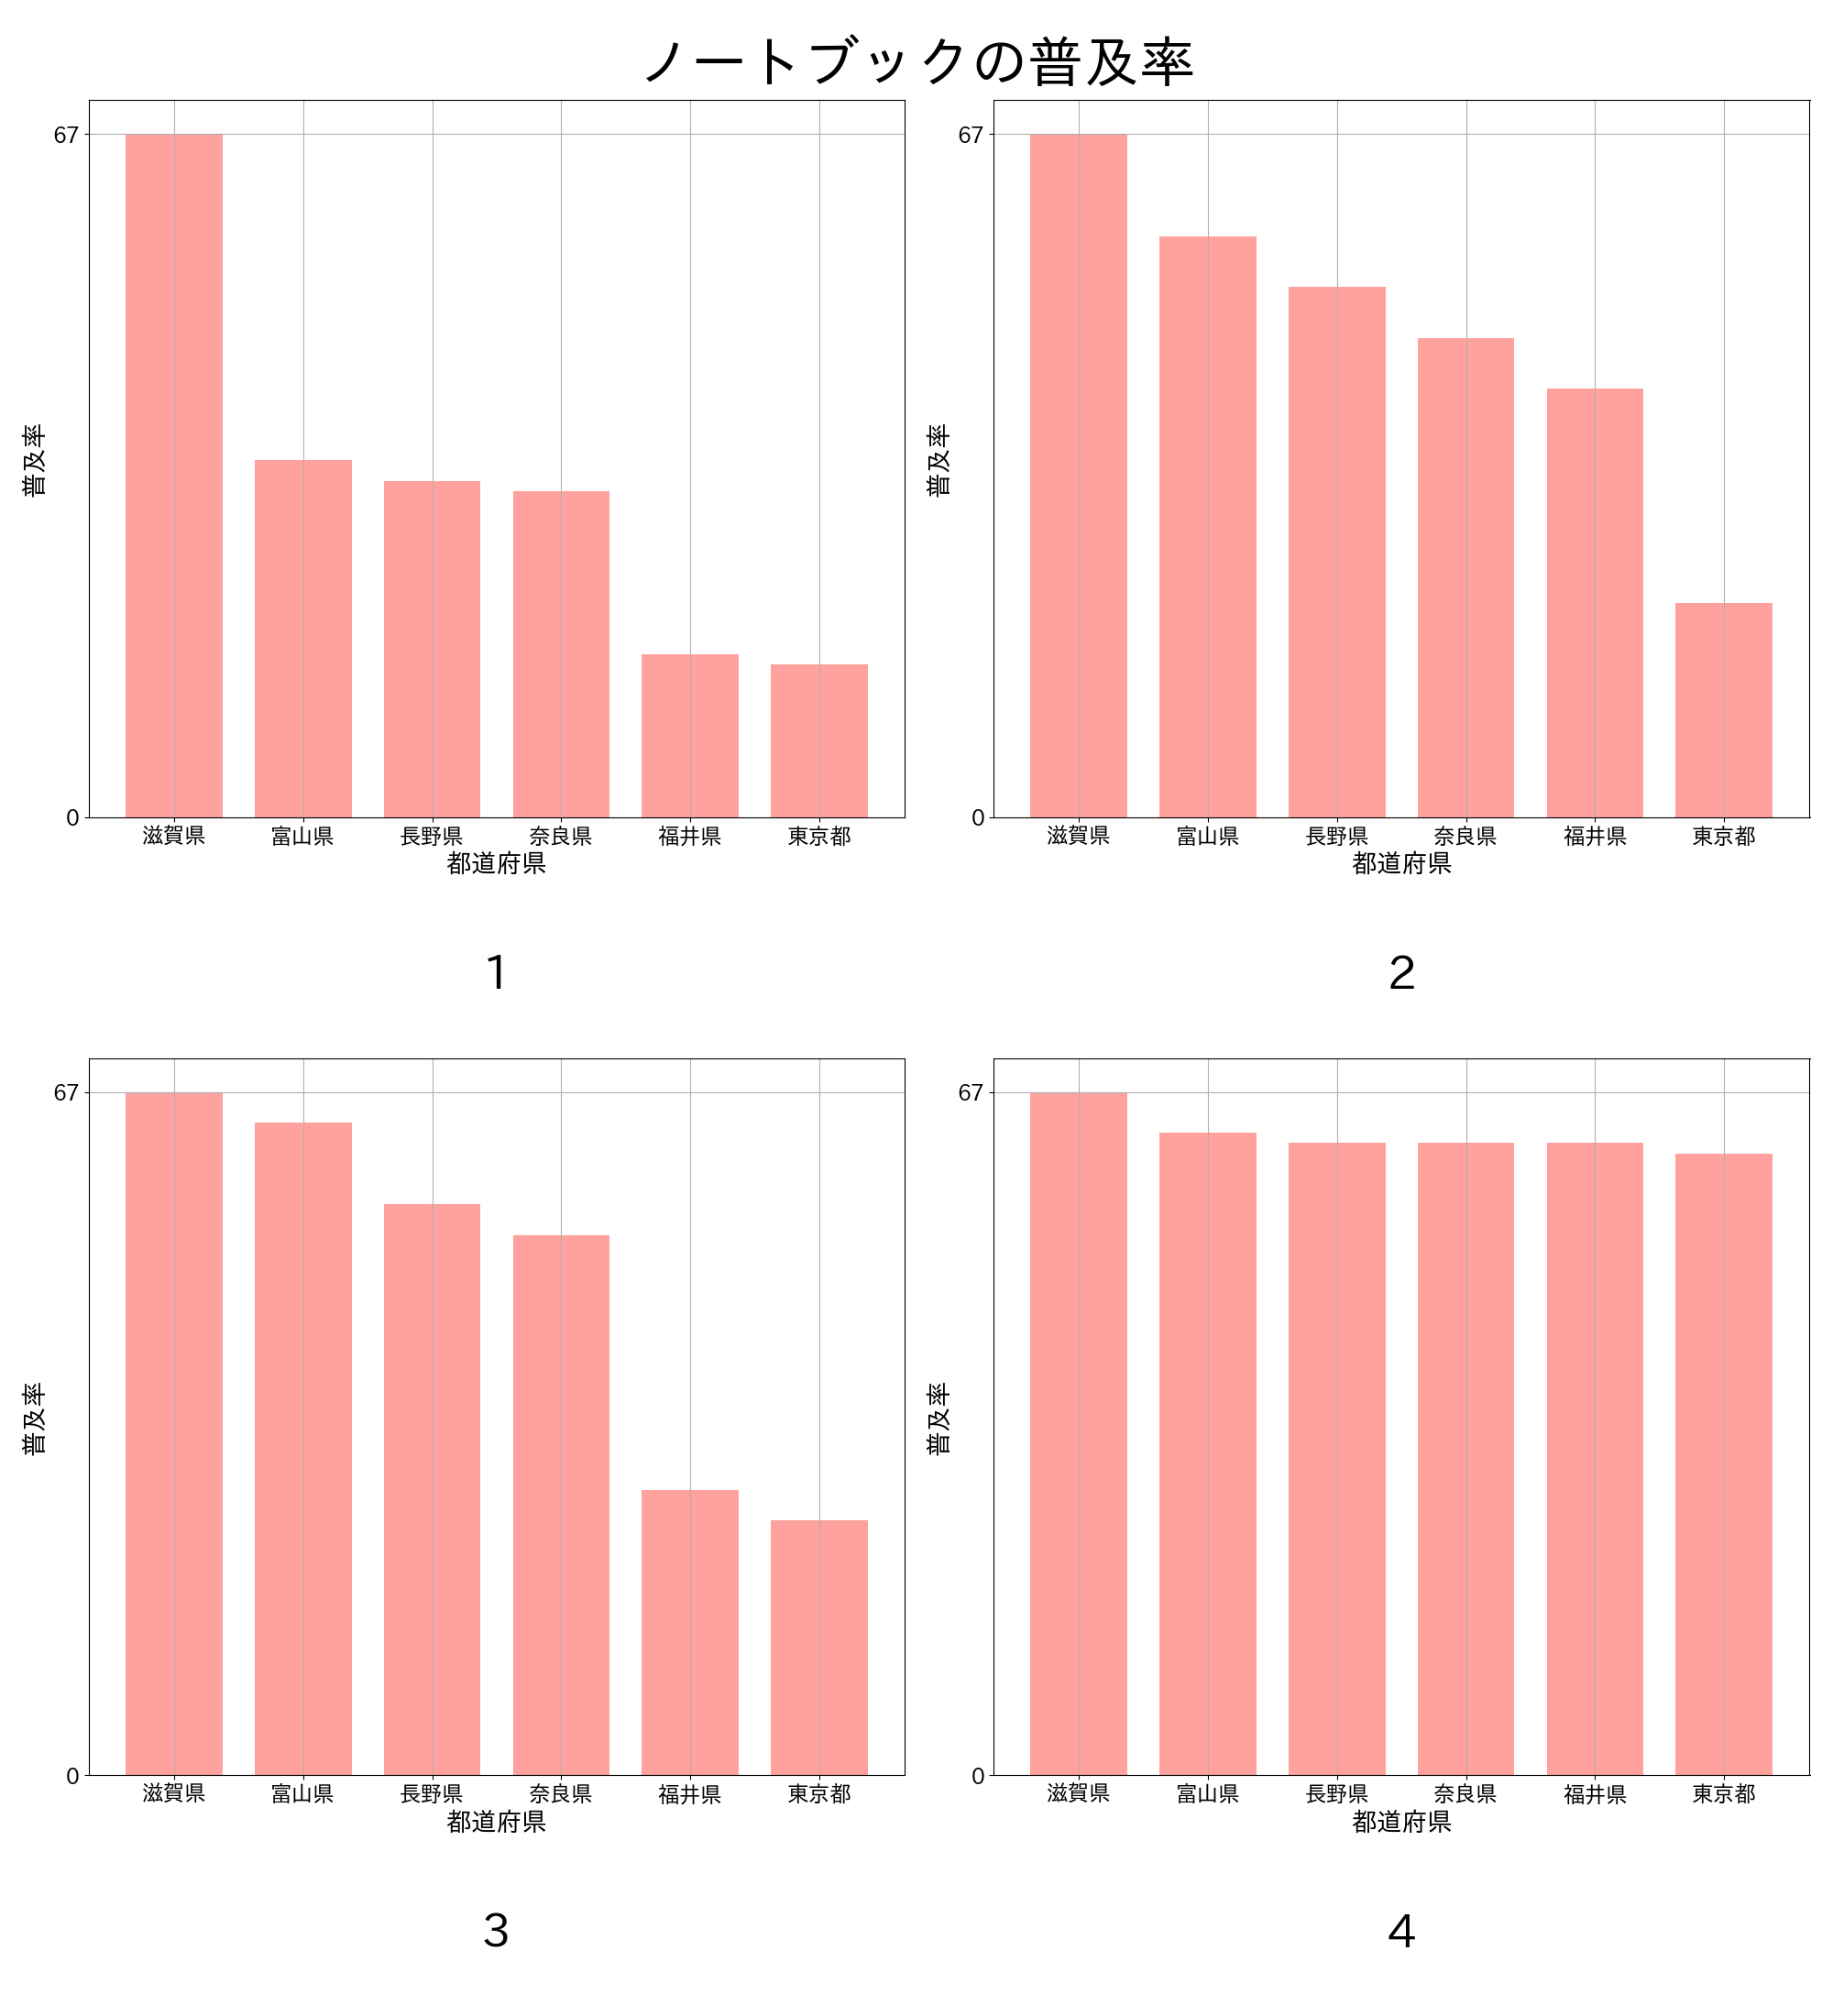 ノートブックの普及率
67
0
普及率
滋賀県 富山県 長野県 奈良県 福井県 東京都
都道府県
1
67
0
普及率
滋賀県 富山県 長野県 奈良県 福井県 東京都
都道府県
2
67
0
普及率
滋賀県 富山県 長野県 奈良県 福井県 東京都
都道府県
3
67
0
普及率
滋賀県 富山県 長野県 奈良県 福井県 東京都
都道府県
4